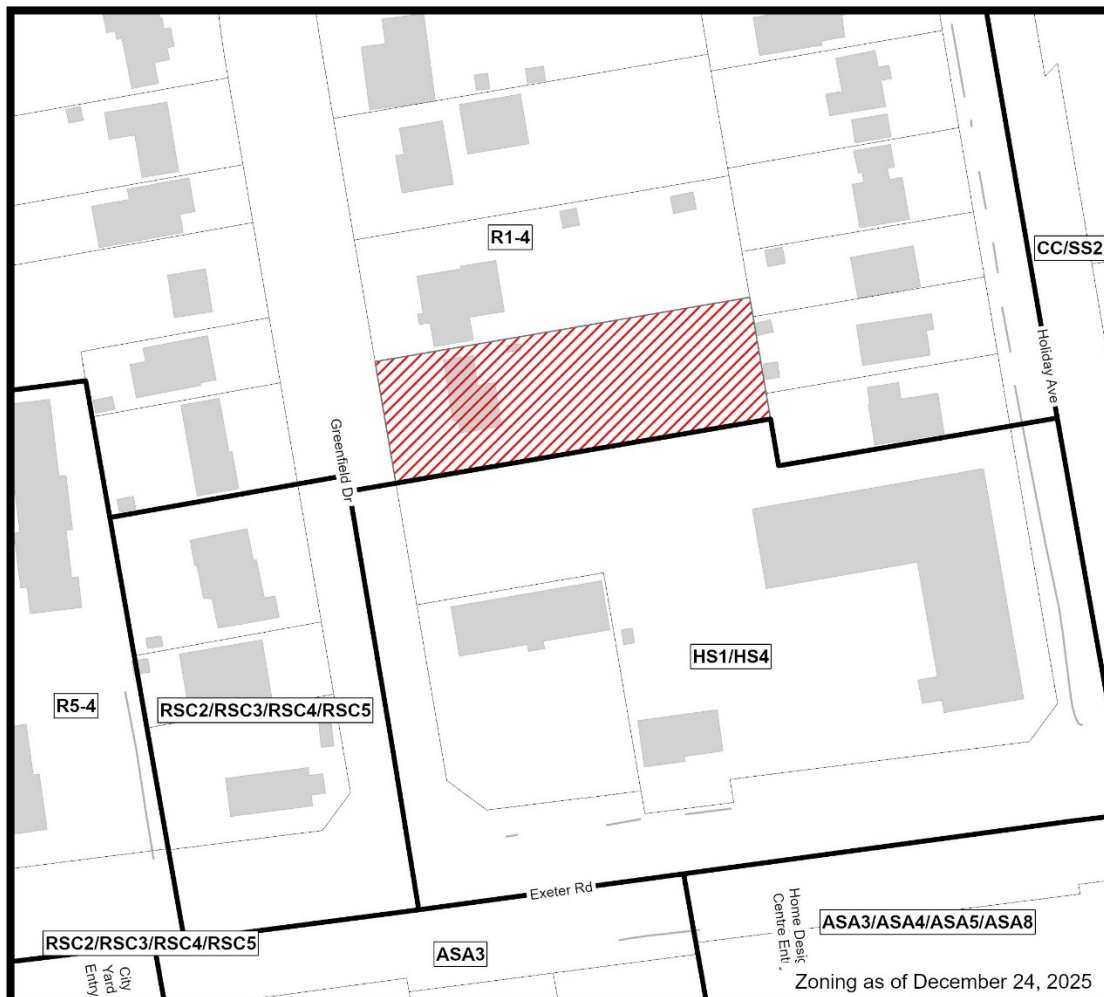 R1-4
CC/SS2
Holiday Ave
Greenfield Dr
HS1/HS4
R5-4
RSC2/RSC3/RSC4/RSC5
Exeter Rd
Home Desig
Centre Ent
ASA3/ASA4/ASA5/ASA8
RSC2/RSC3/RSC4/RSC5
ASA3
City
Yard
Entry
Zoning as of December 24, 2025